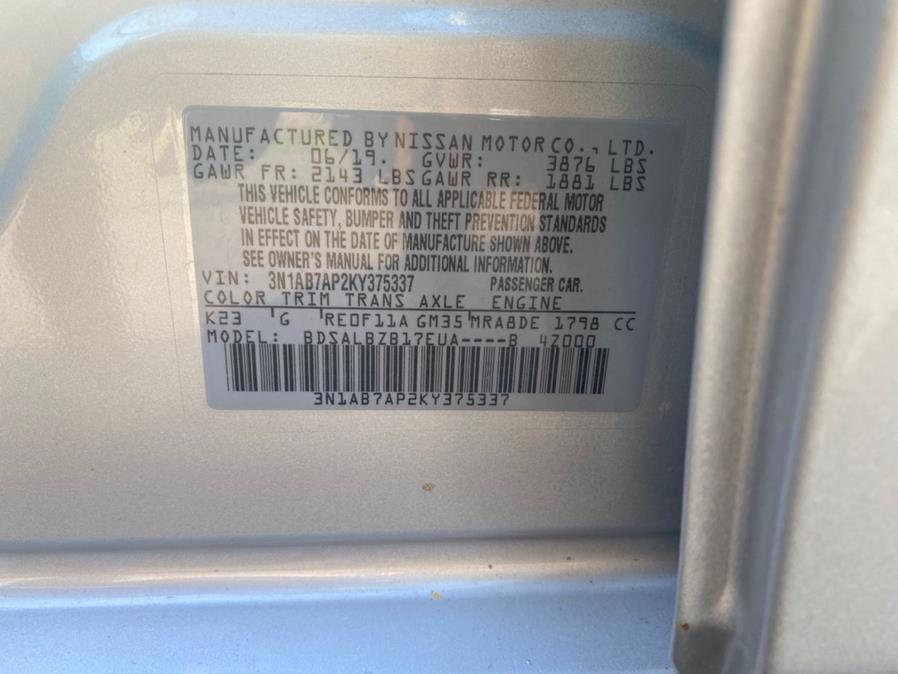 MANUFACTURED BY NISSAN MOTOR CO., LTD.
DATE: 06/19. GVWR: 3876 LBS
GAWR FR: 2143 LBS GAWR RR: 1881 LBS
THIS VEHICLE CONFORMS TO ALL APPLICABLE FEDERAL MOTOR
VEHICLE SAFETY, BUMPER AND THEFT PREVENTION STANDARDS
IN EFFECT ON THE DATE OF MANUFACTURE SHOWN ABOVE.
SEE OWNER'S MANUAL FOR ADDITIONAL INFORMATION.
VIN: 3N1AB7AP2KY375337 PASSENGER CAR.
COLOR TRIM TRANS AXLE ENGINE
K23 G RE0F11A GM35 MRA8DE 1798 CC
MODEL: BDSALBZB17EUA----B 4Z000
3N1AB7AP2KY375337